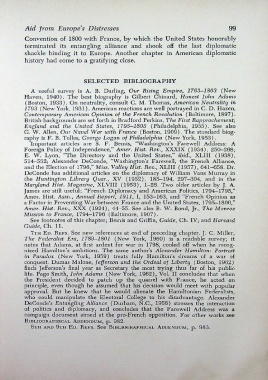 Aid from Europe's Distresses 99
Convention of 1800 with France, by which the United States honorably
terminated its entangling alliance and shook off the last diplomatic
shackle binding it to Europe. Another chapter in American diplomatic
history had come to a gratifying close.
SELECTED BIBLIOGRAPHY
A useful survey is A. B. Darling, Our Rising Empire, 1763–1803 (New
Haven, 1940). The best biography is Gilbert Chinard, Honest John Adams
(Boston, 1933). On neutrality, consult C. M. Thomas, American Neutrality in
1793 (New York, 1931). American reactions are well portrayed in C. D. Hazen,
Contemporary American Opinion of the French Revolution (Baltimore, 1897).
British backgrounds are set forth in Bradford Perkins, The First Rapprochement:
England and the United States, 1795–1805 (Philadelphia, 1955). See also
G. W. Allen, Our Naval War with France (Boston, 1909). The standard biog-
raphy is F. B. Tolles, George Logan of Philadelphia (New York, 1953).
Important articles are S. F. Bemis, "Washington's Farewell Address: A
Foreign Policy of Independence," Amer. Hist. Rev., XXXIX (1934), 250–268;
E. W. Lyon, "The Directory and the United States," ibid., XLIII (1938),
514–532; Alexander DeConde, "Washington's Farewell, the French Alliance,
and the Election of 1796," Miss. Valley Hist. Rev., XLIII (1957), 641–658.
DeConde has additional articles on the diplomacy of William Vans Murray in
the Huntington Library Quar., XV (1952), 185–194, 297–304, and in the
Maryland Hist. Magazine, XLVIII (1953), 1–26. Two older articles by J. A.
James are still useful: "French Diplomacy and American Politics, 1794–1795,"
Amer. Hist. Assn., Annual Report, 1911, I, 153–163, and "French Opinion as
a Factor in Preventing War between France and the United States, 1795–1800,"
Amer. Hist. Rev., XXX (1924), 44–55. See also B. W. Bond, Jr., The Monroe
Mission to France, 1794–1796 (Baltimore, 1907).
See footnotes of this chapter; Bemis and Griffin, Guide, Ch. IV; and Harvard
Guide, Ch. 11.
7th Ed. Refs. See new references at end of preceding chapter. J. C. Miller,
The Federalist Era, 1789–1801 (New York, 1960) is a readable survey; it
notes that Adams, at first ardent for war in 1798, cooled off when he recog-
nized Hamilton's ambitions. The same author's Alexander Hamilton: Portrait
in Paradox (New York, 1959) treats fully Hamilton's dreams of a war of
conquest. Dumas Malone, Jefferson and the Ordeal of Liberty (Boston, 1962)
finds Jefferson's final year as Secretary the most trying thus far of his public
life. Page Smith, John Adams (New York, 1962), Vol. II concludes that when
the President decided to patch up the quarrel with France, he acted on
principle, even though he assumed that his decision would meet with popular
approval. But he knew that he would alienate the Hamiltonian Federalists,
who could manipulate the Electoral College to his disadvantage. Alexander
DeConde's Entangling Alliance (Durham, N.C., 1958) stresses the interaction
of politics and diplomacy, and concludes that the Farewell Address was a
campaign document aimed at the pro-French opposition. For other works see
Bibliographical Addendum, p. 982.
8th and 9th Ed. Refs. See Bibliographical Addendum, p. 983.